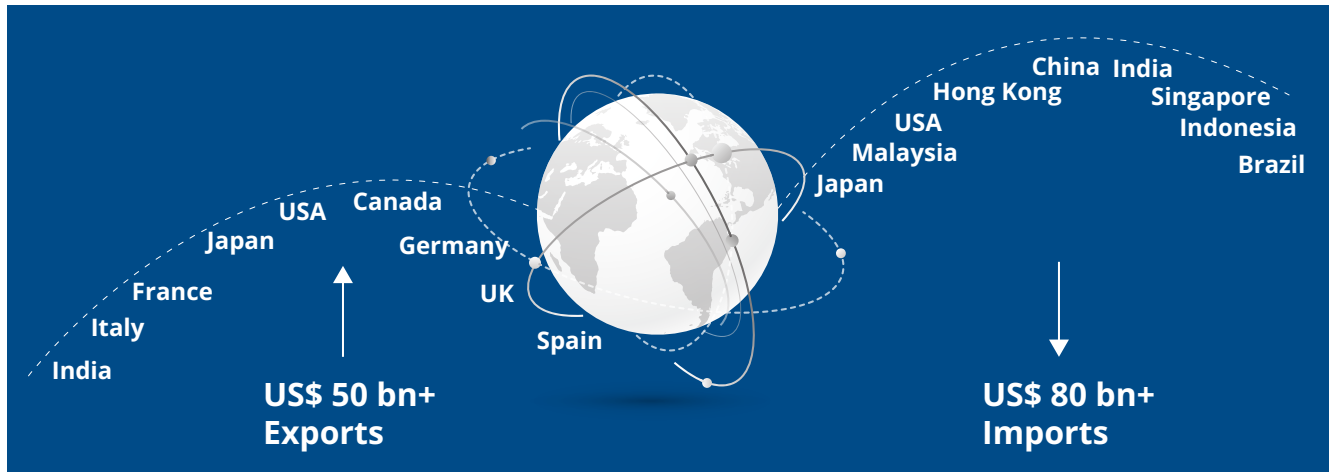 India
Italy
France
Japan
USA
Canada
Germany
UK
Spain
US$ 50 bn+
Exports
Japan
Malaysia
USA
Hong Kong
China
India
Singapore
Indonesia
Brazil
US$ 80 bn+
Imports